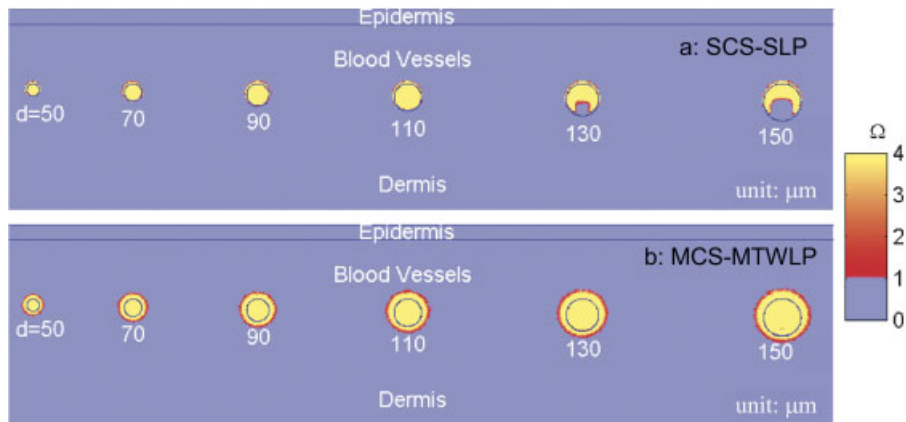 Epidermis
a: SCS-SLP
Blood Vessels
d=50
70
90
110
130
150
Dermis
unit: μm
Epidermis
b: MCS-MTWLP
Blood Vessels
d=50
70
90
110
130
150
Dermis
unit: μm
Ω
4
3
2
1
0